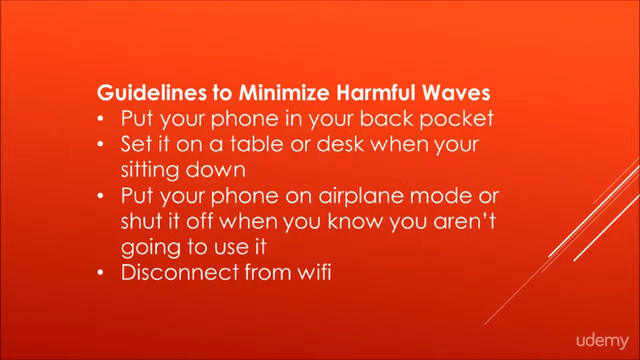 Guidelines to Minimize Harmful Waves
• Put your phone in your back pocket
• Set it on a table or desk when your
sitting down
• Put your phone on airplane mode or
shut it off when you know you aren't
going to use it
• Disconnect from wifi
udemy